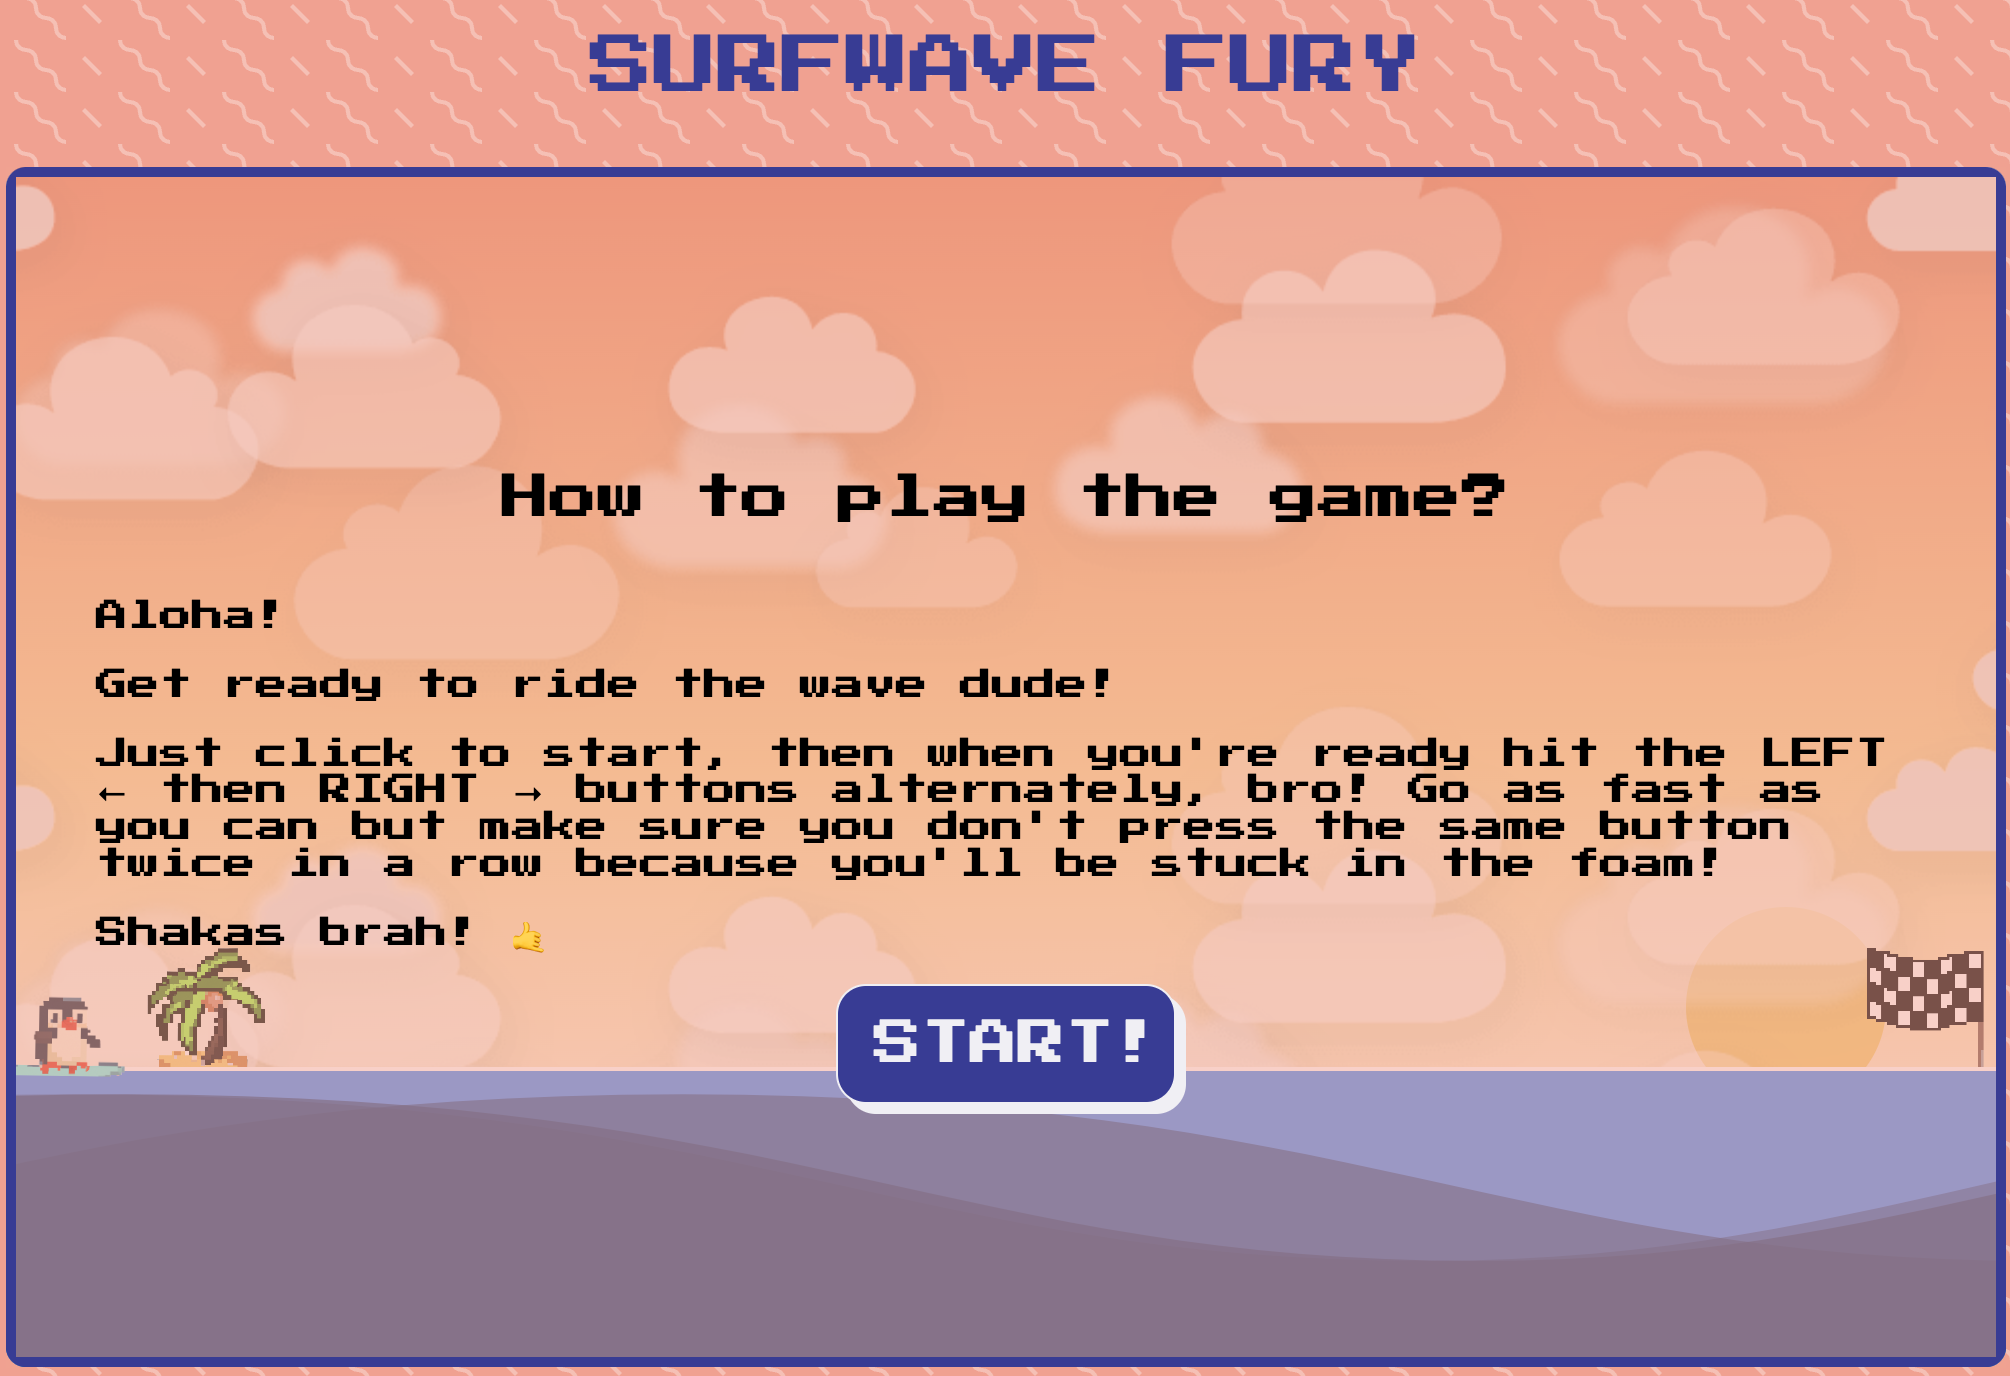 SURFWAVE FURY
How to play the game?
Aloha!
Get ready to ride the wave dude!
Just click to start, then when you're ready hit the LEFT
← then RIGHT → buttons alternately, bro! Go as fast as
you can but make sure you don't press the same button
twice in a row because you'll be stuck in the foam!
Shakas brah! 🤙
START!